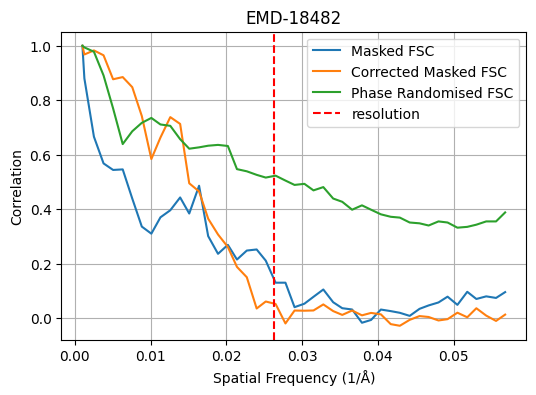 EMD-18482
Masked FSC
Corrected Masked FSC
Phase Randomised FSC
resolution
Correlation
1.0
0.8
0.6
0.4
0.2
0.0
0.00 0.01 0.02 0.03 0.04 0.05
Spatial Frequency (1/Å)